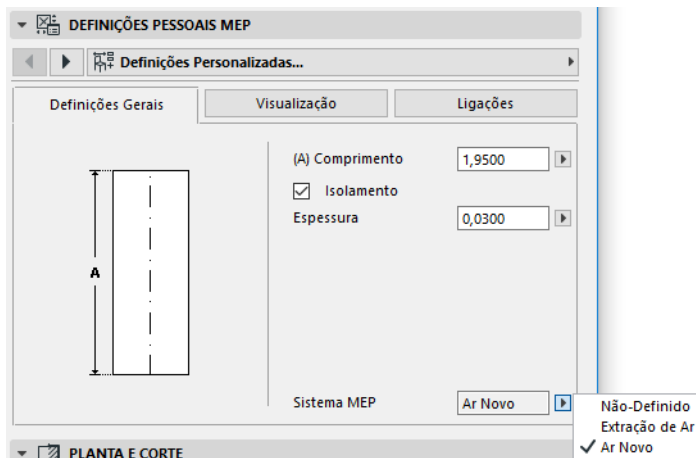 DEFINIÇÕES PESSOAIS MEP
Definições Personalizadas...
Definições Gerais
Visualização
Ligações
(A) Comprimento
1,9500
Isolamento
Espessura
0,0300
A
Sistema MEP
Ar Novo
Não-Definido
Extração de Ar
Ar Novo
PLANTA E CORTE